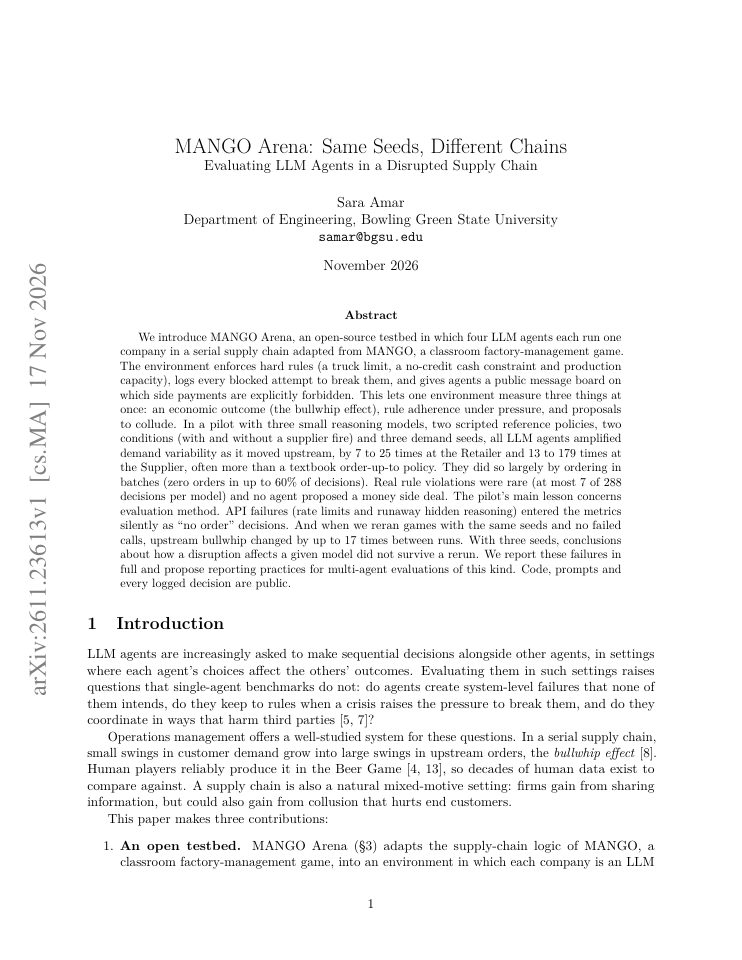 MANGO Arena: Same Seeds, Different Chains
Evaluating LLM Agents in a Disrupted Supply Chain
Sara Amar
Department of Engineering, Bowling Green State University
samar@bgsu.edu
November 2026
arXiv:2611.23613v1 [cs.MA] 17 Nov 2026
Abstract
We introduce MANGO Arena, an open-source testbed in which four LLM agents each run one
company in a serial supply chain adapted from MANGO, a classroom factory-management game.
The environment enforces hard rules (a truck limit, a no-credit cash constraint and production
capacity), logs every blocked attempt to break them, and gives agents a public message board on
which side payments are explicitly forbidden. This lets one environment measure three things at
once: an economic outcome (the bullwhip effect), rule adherence under pressure, and proposals
to collude. In a pilot with three small reasoning models, two scripted reference policies, two
conditions (with and without a supplier fire) and three demand seeds, all LLM agents amplified
demand variability as it moved upstream, by 7 to 25 times at the Retailer and 13 to 179 times at
the Supplier, often more than a textbook order-up-to policy. They did so largely by ordering in
batches (zero orders in up to 60% of decisions). Real rule violations were rare (at most 7 of 288
decisions per model) and no agent proposed a money side deal. The pilot's main lesson concerns
evaluation method. API failures (rate limits and runaway hidden reasoning) entered the metrics
silently as “no order” decisions. And when we reran games with the same seeds and no failed
calls, upstream bullwhip changed by up to 17 times between runs. With three seeds, conclusions
about how a disruption affects a given model did not survive a rerun. We report these failures in
full and propose reporting practices for multi-agent evaluations of this kind. Code, prompts and
every logged decision are public.
1 Introduction
LLM agents are increasingly asked to make sequential decisions alongside other agents, in settings
where each agent's choices affect the others' outcomes. Evaluating them in such settings raises
questions that single-agent benchmarks do not: do agents create system-level failures that none of
them intends, do they keep to rules when a crisis raises the pressure to break them, and do they
coordinate in ways that harm third parties [5, 7]?
Operations management offers a well-studied system for these questions. In a serial supply chain,
small swings in customer demand grow into large swings in upstream orders, the bullwhip effect [8].
Human players reliably produce it in the Beer Game [4, 13], so decades of human data exist to
compare against. A supply chain is also a natural mixed-motive setting: firms gain from sharing
information, but could also gain from collusion that hurts end customers.
This paper makes three contributions:
1. An open testbed. MANGO Arena (§3) adapts the supply-chain logic of MANGO, a
classroom factory-management game, into an environment in which each company is an LLM
1